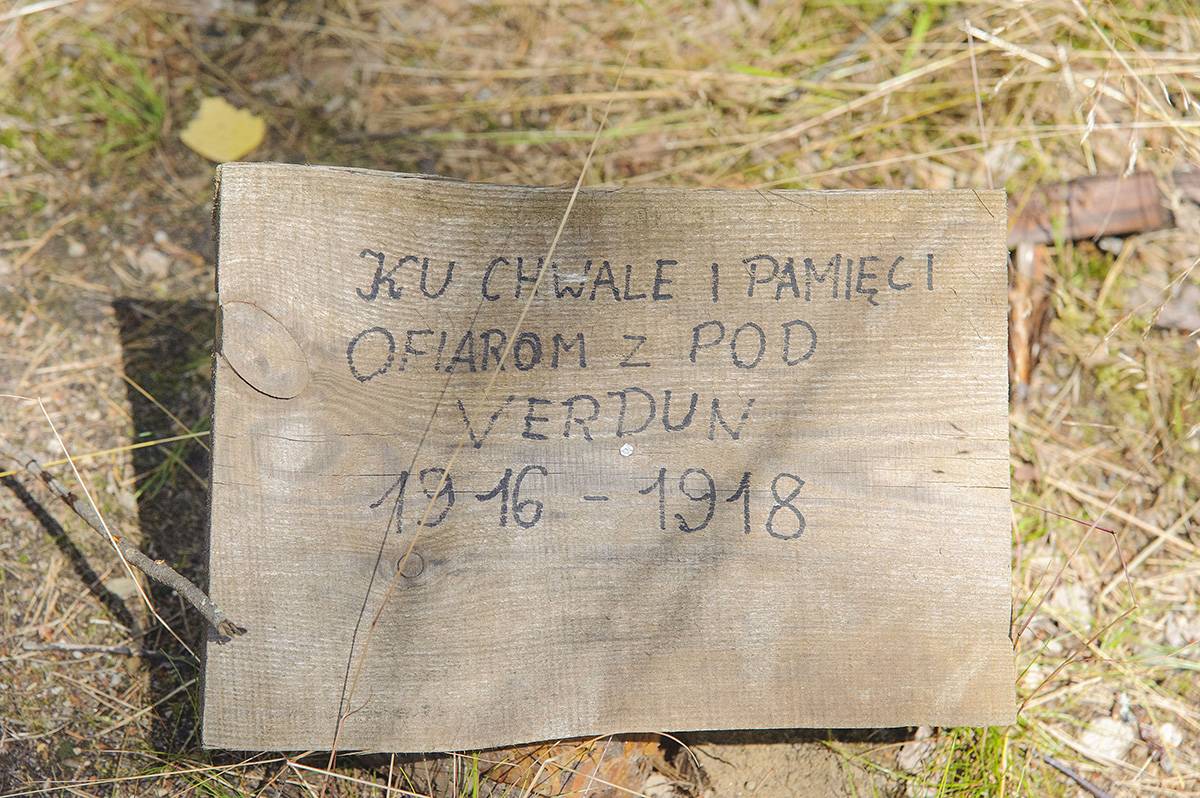 KU CHWALE I PAMIĘCI
OFIAROM Z POD
VERDUN
1916 - 1918